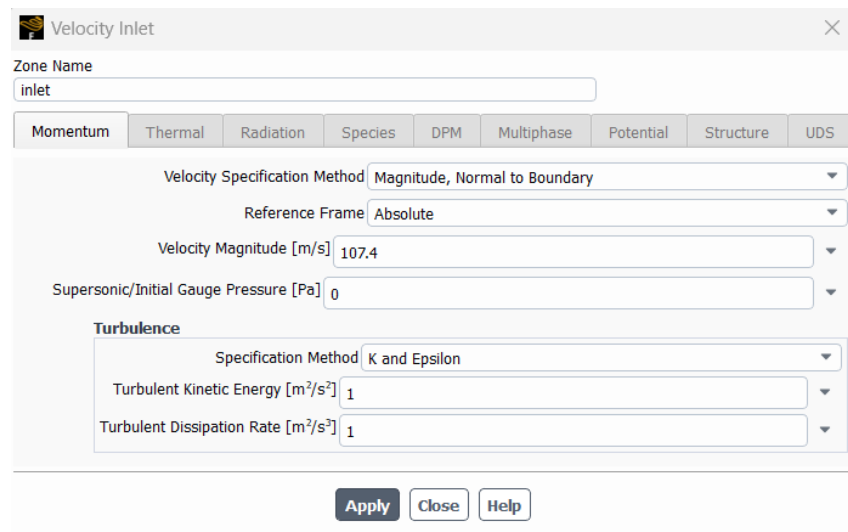 Velocity Inlet
Zone Name
inlet
Momentum Thermal Radiation Species DPM Multiphase Potential Structure UDS
Velocity Specification Method Magnitude, Normal to Boundary
Reference Frame Absolute
Velocity Magnitude [m/s] 107.4
Supersonic/Initial Gauge Pressure [Pa] 0
Turbulence
Specification Method K and Epsilon
Turbulent Kinetic Energy [m²/s²] 1
Turbulent Dissipation Rate [m²/s³] 1
Apply Close Help